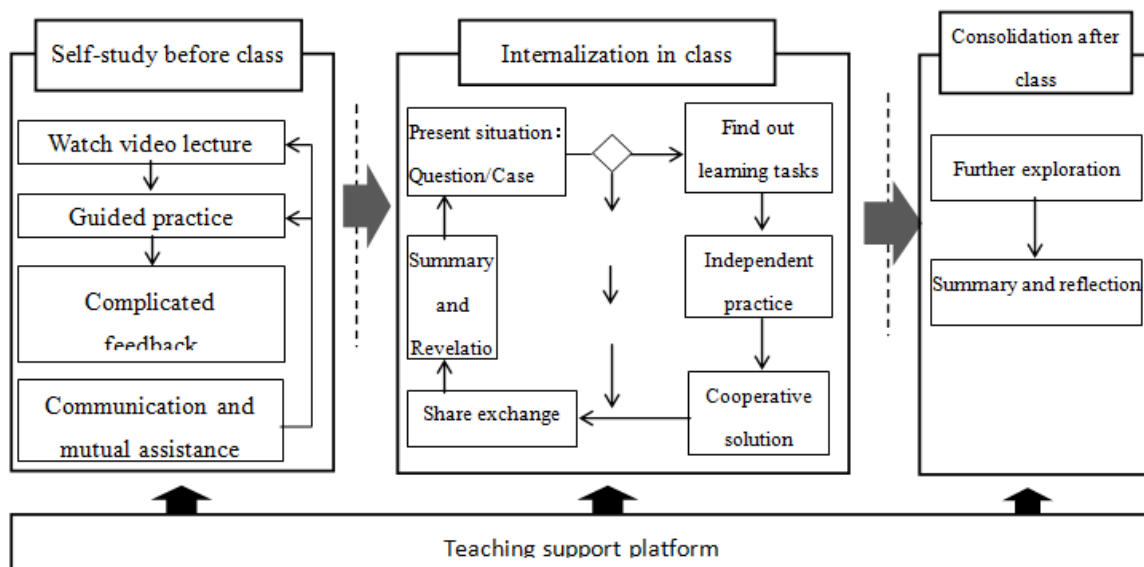 Self-study before class
Watch video lecture
Guided practice
Complicated
feedback
Communication and
mutual assistance
Internalization in class
Present situation：
Question/Case
Find out
learning tasks
Independent
practice
Cooperative
solution
Share exchange
Summary
and
Revelatio
Consolidation after
class
Further exploration
Summary and reflection
Teaching support platform